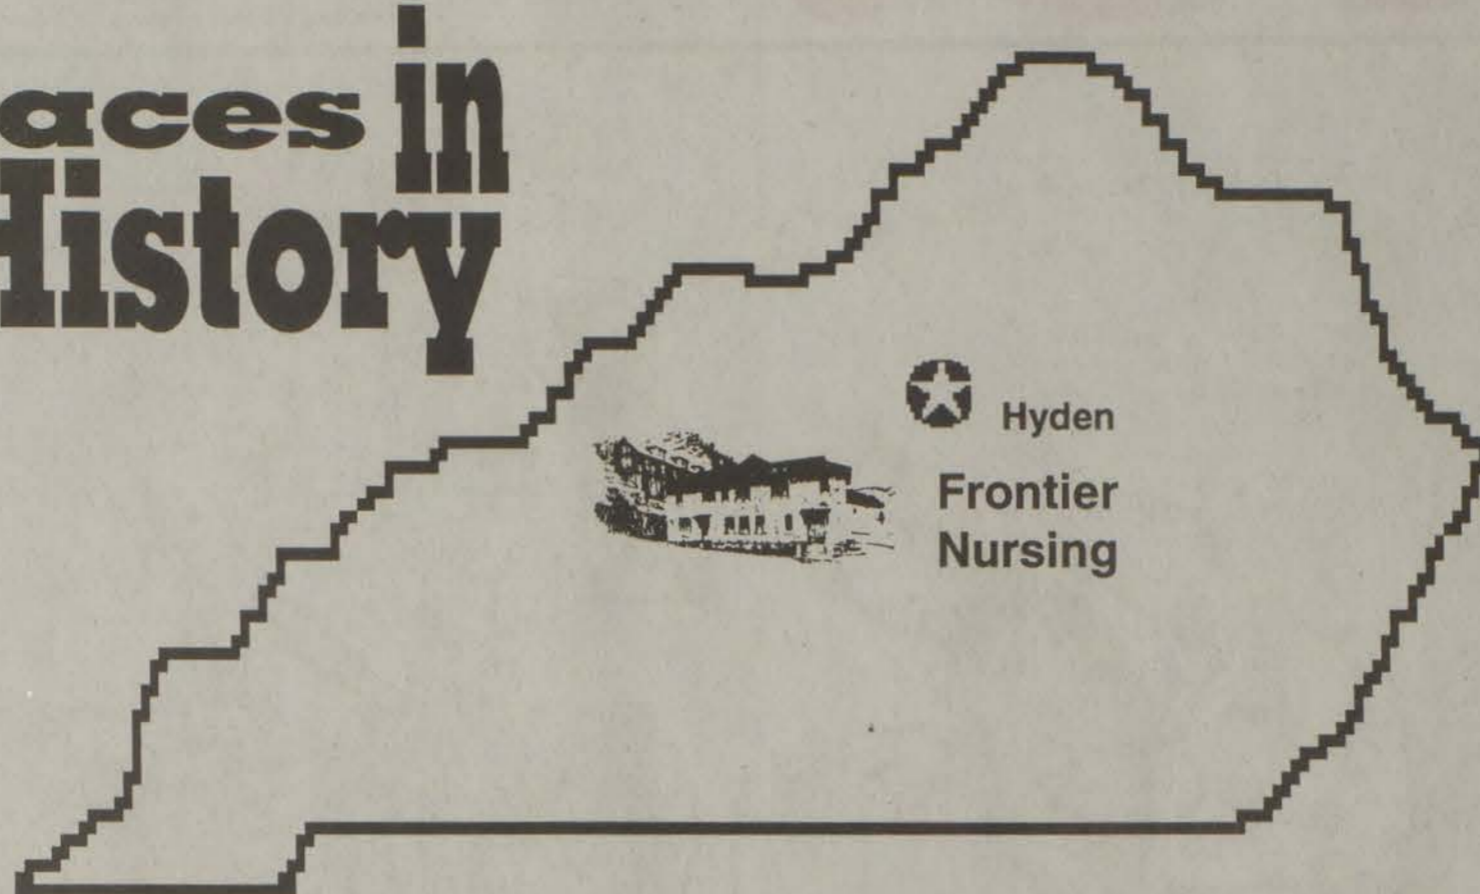 aces in
History
Hyden
Frontier
Nursing